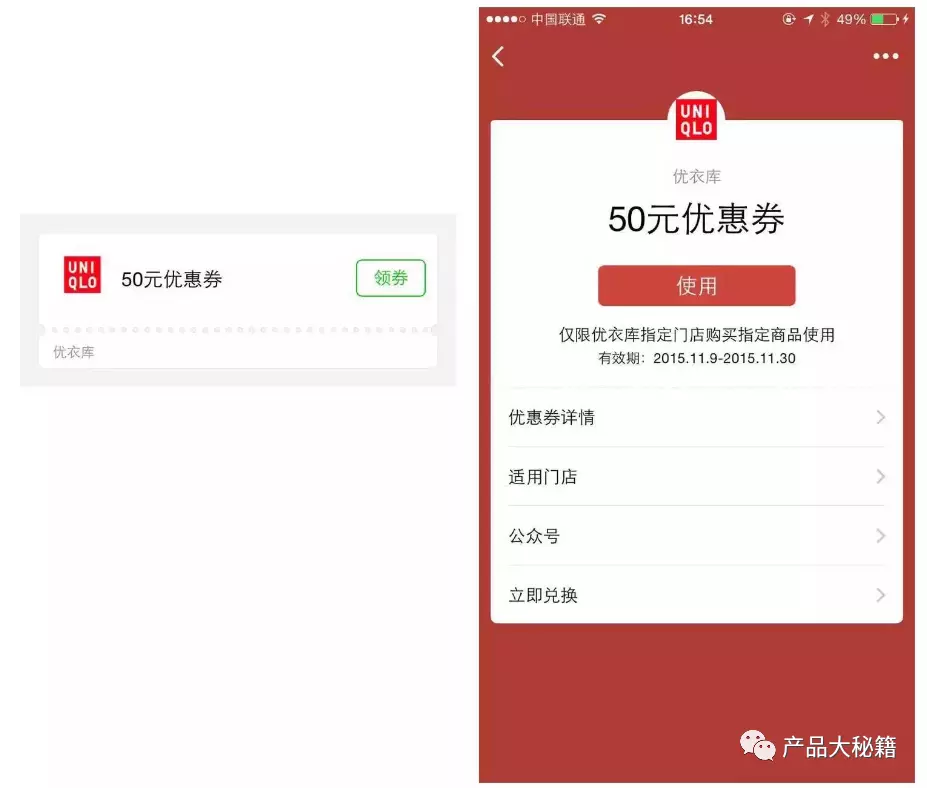 UNI
QLO
50元优惠券
领券
优衣库
中国联通
16:54
49%
UNI
QLO
优衣库
50元优惠券
使用
仅限优衣库指定门店购买指定商品使用
有效期：2015.11.9-2015.11.30
优惠券详情
适用门店
公众号
立即兑换
产品大秘籍